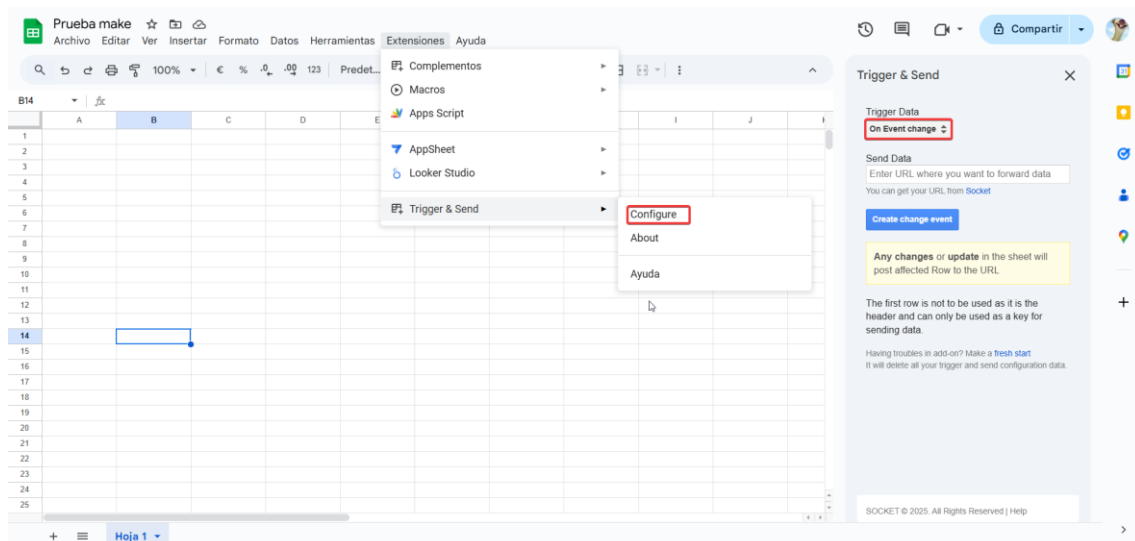 Prueba make
Archivo Editar Ver Insertar Formato Datos Herramientas Extensiones Ayuda
Compartir
100% € % .0 .00 123 Predet...
B14 fx
A B C D E I J
1
2
3
4
5
6
7
8
9
10
11
12
13
14
15
16
17
18
19
20
21
22
23
24
25
Complementos
Macros
Apps Script
AppSheet
Looker Studio
Trigger & Send
Configure
About
Ayuda
Trigger & Send
Trigger Data
On Event change
Send Data
Enter URL where you want to forward data
You can get your URL from Socket
Create change event
Any changes or update in the sheet will
post affected Row to the URL
The first row is not to be used as it is the
header and can only be used as a key for
sending data.
Having troubles in add-on? Make a fresh start
It will delete all your trigger and send configuration data.
SOCKET © 2025. All Rights Reserved | Help
31
Hoja 1